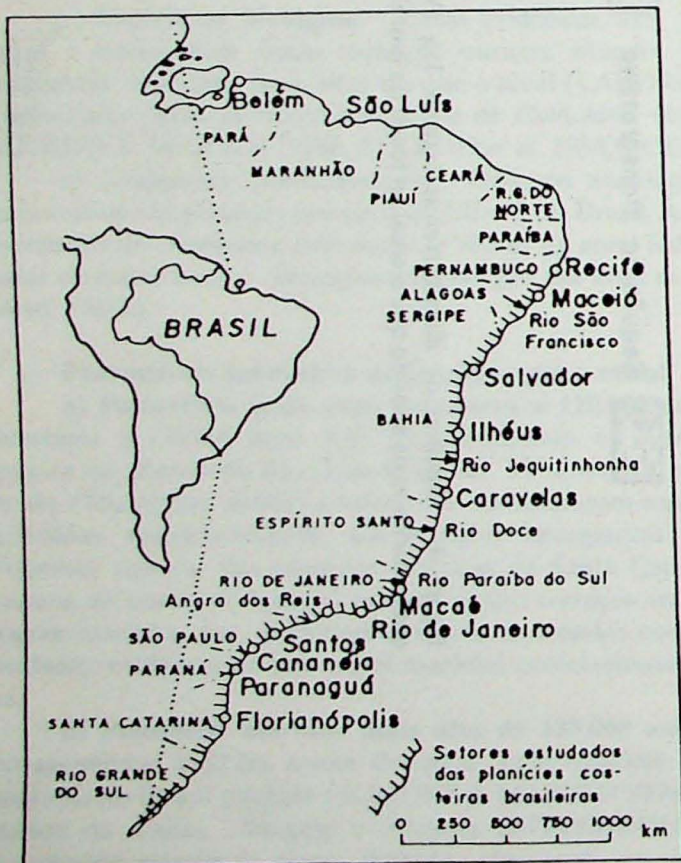 Belém
São Luís
PARÁ
MARANHÃO
PIAUÍ
CEARÁ
R.G. DO
NORTE
PARAÍBA
PERNAMBUCO
Recife
ALAGOAS
Maceió
SERGIPE
Rio São
Francisco
BRASIL
Salvador
BAHIA
Ilhéus
Rio Jequitinhonha
Caravelas
ESPÍRITO SANTO
Rio Doce
RIO DE JANEIRO
Rio Paraíba do Sul
Angra dos Reis
Macaé
Rio de Janeiro
SÃO PAULO
Santos
Cananéia
PARANÁ
Paranaguá
SANTA CATARINA
Florianópolis
RIO GRANDE
DO SUL
Setores estudados
das planícies cos-
teiras brasileiras
0 250 500 750 1000
km